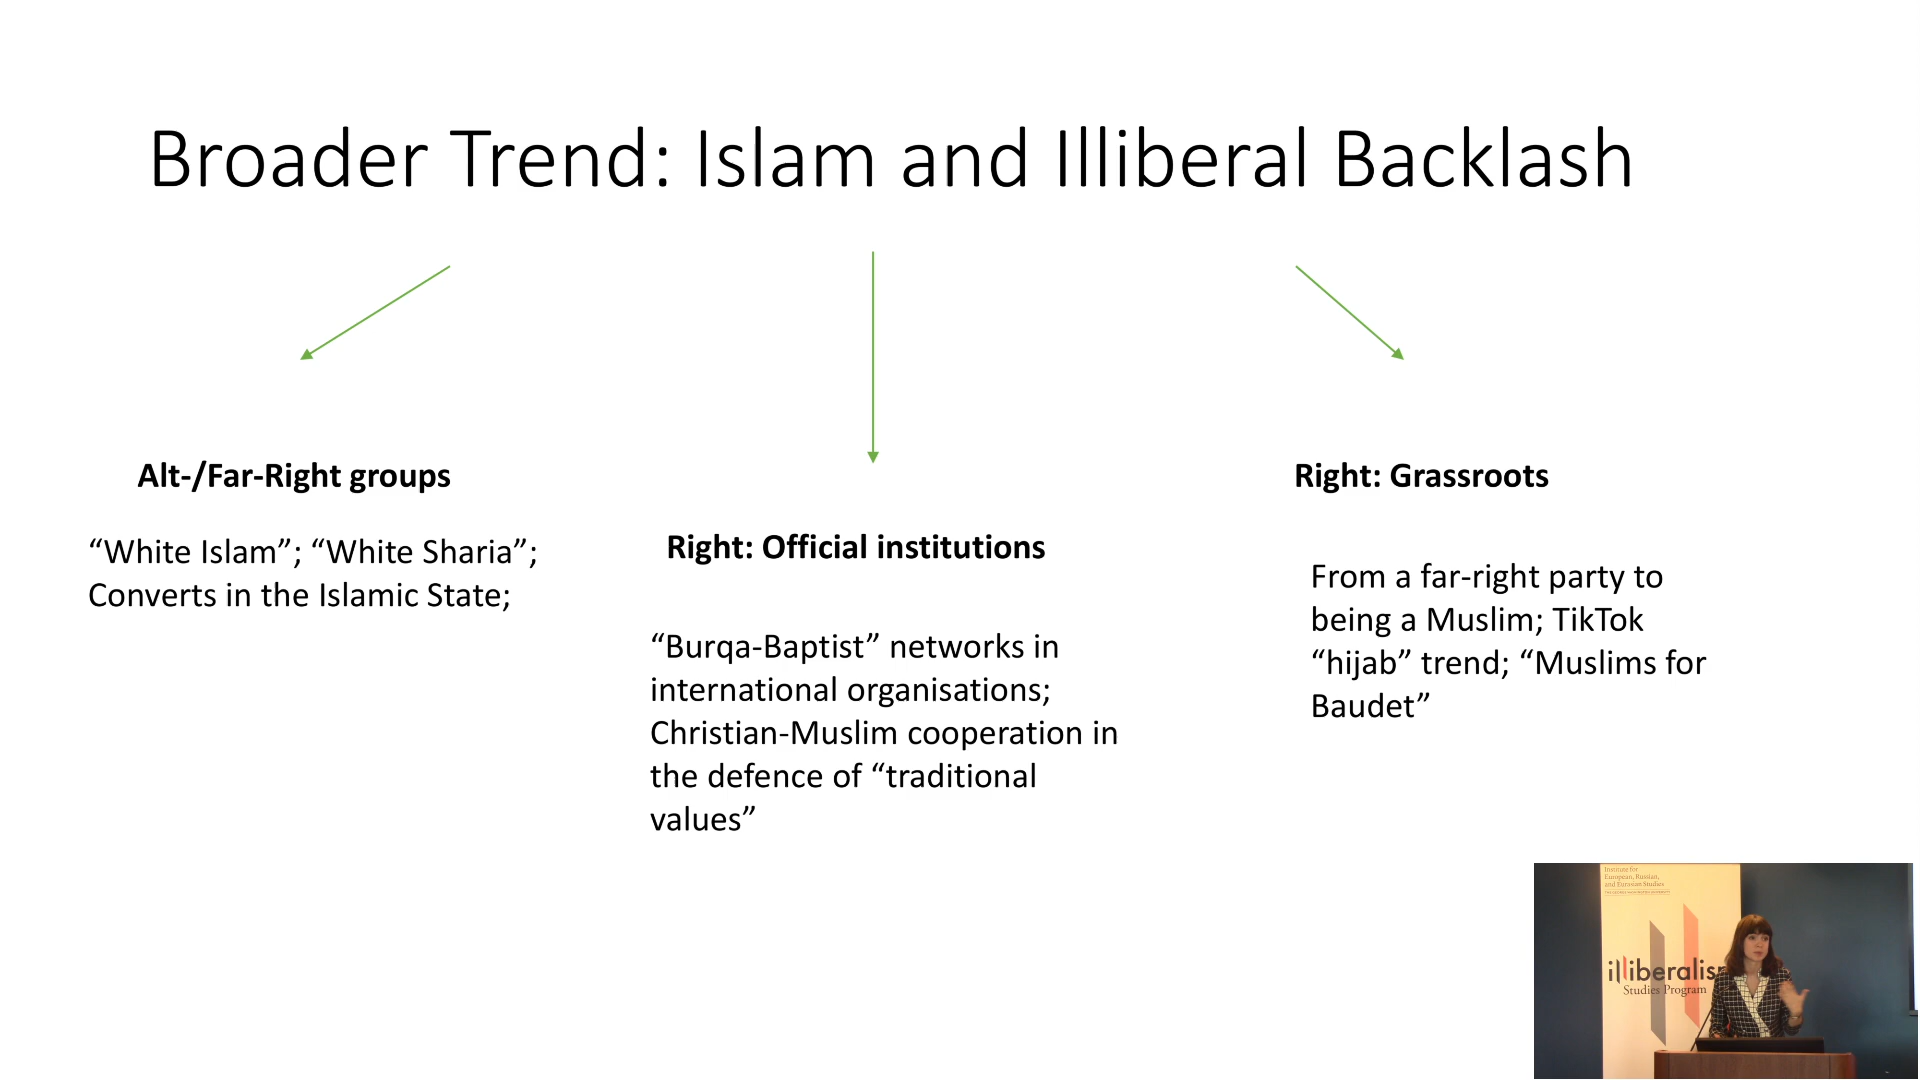 Broader Trend: Islam and Illiberal Backlash
Alt-/Far-Right groups
“White Islam”; “White Sharia”;
Converts in the Islamic State;
Right: Official institutions
“Burqa-Baptist” networks in
international organisations;
Christian-Muslim cooperation in
the defence of “traditional
values”
Right: Grassroots
From a far-right party to
being a Muslim; TikTok
“hijab” trend; “Muslims for
Baudet”
Institute for
European, Russian,
and Eurasian Studies
illiberalis
Studies Program